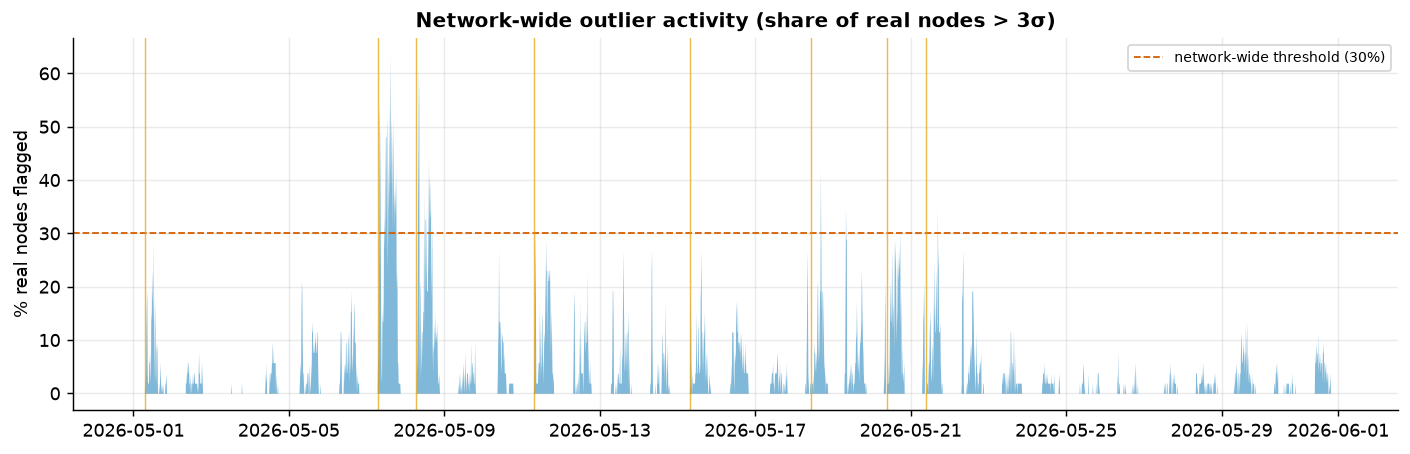 Network-wide outlier activity (share of real nodes > 3σ)
network-wide threshold (30%)
% real nodes flagged
60
50
40
30
20
10
0
2026-05-01 2026-05-05 2026-05-09 2026-05-13 2026-05-17 2026-05-21 2026-05-25 2026-05-29 2026-06-01